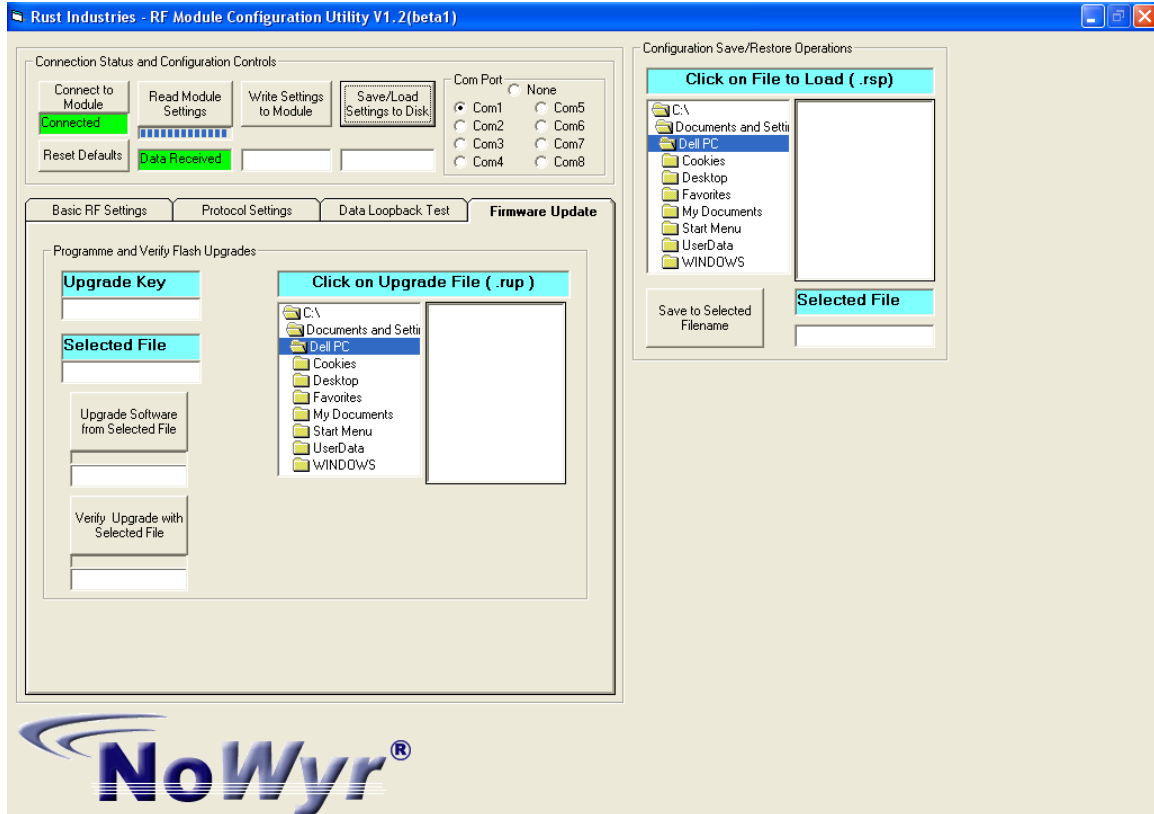 Rust Industries - RF Module Configuration Utility V1.2(beta1)
Connection Status and Configuration Controls
Connect to
Module
Connected
Reset Defaults
Read Module
Settings
Data Received
Write Settings
to Module
Save/Load
Settings to Disk
Com Port
None
Com1
Com5
Com2
Com6
Com3
Com7
Com4
Com8
Basic RF Settings
Protocol Settings
Data Loopback Test
Firmware Update
Programme and Verify Flash Upgrades
Upgrade Key
Selected File
Upgrade Software
from Selected File
Verify Upgrade with
Selected File
Click on Upgrade File ( .rup )
C:\
Documents and Setti
Dell PC
Cookies
Desktop
Favorites
My Documents
Start Menu
UserData
WINDOWS
Configuration Save/Restore Operations
Click on File to Load ( .rsp)
C:\
Documents and Setti
Dell PC
Cookies
Desktop
Favorites
My Documents
Start Menu
UserData
WINDOWS
Save to Selected
Filename
Selected File
NoWyr®